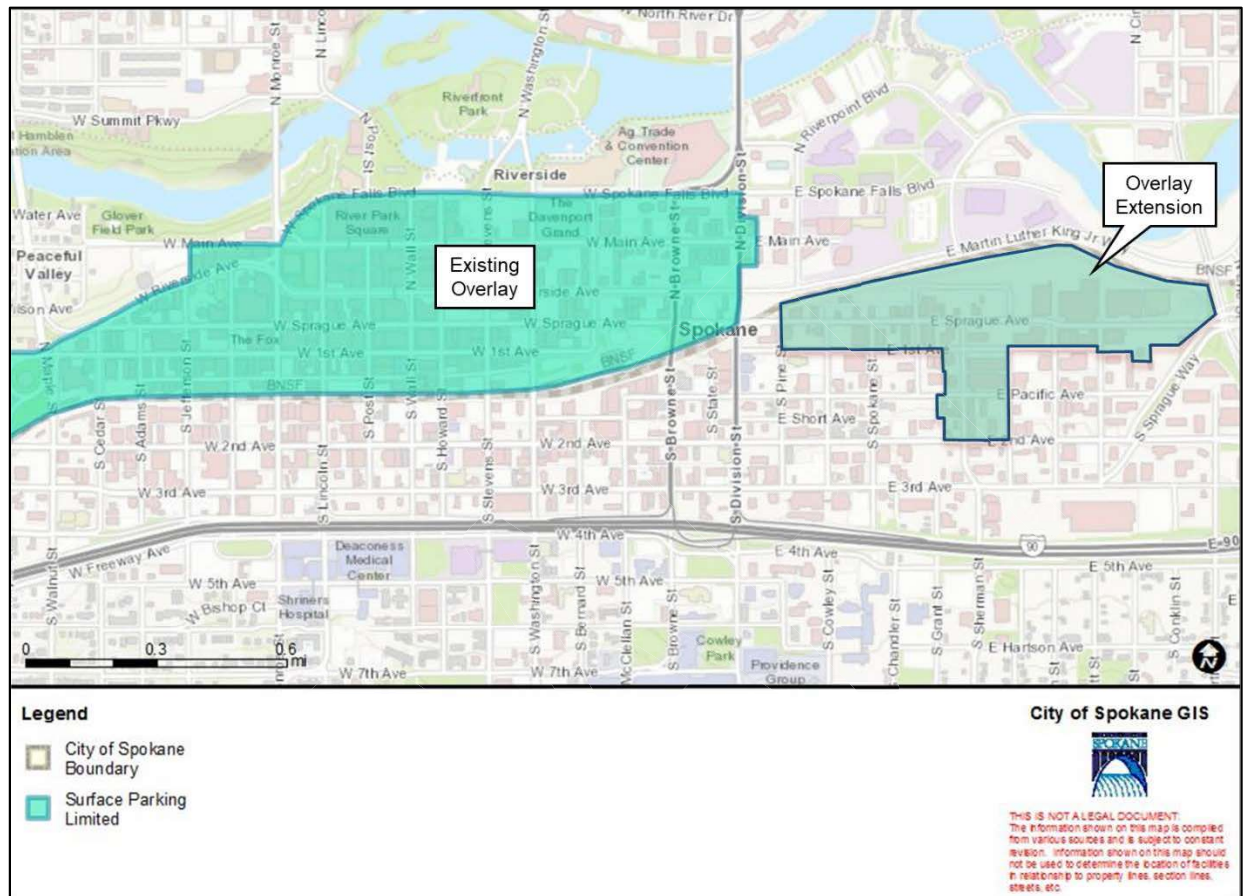 North River Dr
N Monroe St
N Washington St
Riverfront
Park
W Summit Pkwy
N Post St
N Riverpoint Blvd
Ag Trade
& Convention
Center
Riverside
W Spokane Falls Blvd
W Spokane Falls Blvd
E Spokane Falls Blvd
Overlay
Extension
Water Ave
Glover
Field Park
River Park
Square
The
Davenport
Grand
W Main Ave
W Main Ave
E Main Ave
N Division St
E Martin Luther King Jr W
Peaceful
Valley
Existing
Overlay
N Wall St
N Browne St
BNSF
W Riverside Ave
W Sprague Ave
W Sprague Ave
Spokane
E Sprague Ave
The Fox
W 1st Ave
W 1st Ave
BNSF
E 1st Ave
N Maple St
BNSF
S Cedar St
S Adams St
S Jefferson St
S Post St
S Wall St
S Howard St
S Stevens St
S Browne St
S State St
S Division St
S Pine St
S Spokane St
E Pacific Ave
E Short Ave
S Sprague Way
W 2nd Ave
W 2nd Ave
E 2nd Ave
W 3rd Ave
W 3rd Ave
E 3rd Ave
S Lincoln St
W 4th Ave
90
E 90
W Freeway Ave
Deaconess
Medical
Center
E 4th Ave
E 5th Ave
S Walnut St
W 5th Ave
W 5th Ave
W Bishop Ct
Shriners
Hospital
S Washington St
S Bernard St
McClellan St
S Browne St
S Cowley St
Chandler St
S Grant St
S Sherman St
S Conklin St
Cowley
Park
E Hartson Ave
W 7th Ave
W 7th Ave
Providence
Group
0 0.3 0.6
mi
N
Legend
City of Spokane
Boundary
Surface Parking
Limited
City of Spokane GIS
SPOKANE
THIS IS NOT A LEGAL DOCUMENT:
The information shown on this map is compiled
from various sources and is subject to constant
revision. Information shown on this map should
not be used to determine the location of facilities
in relationship to property lines, section lines,
streets, etc.